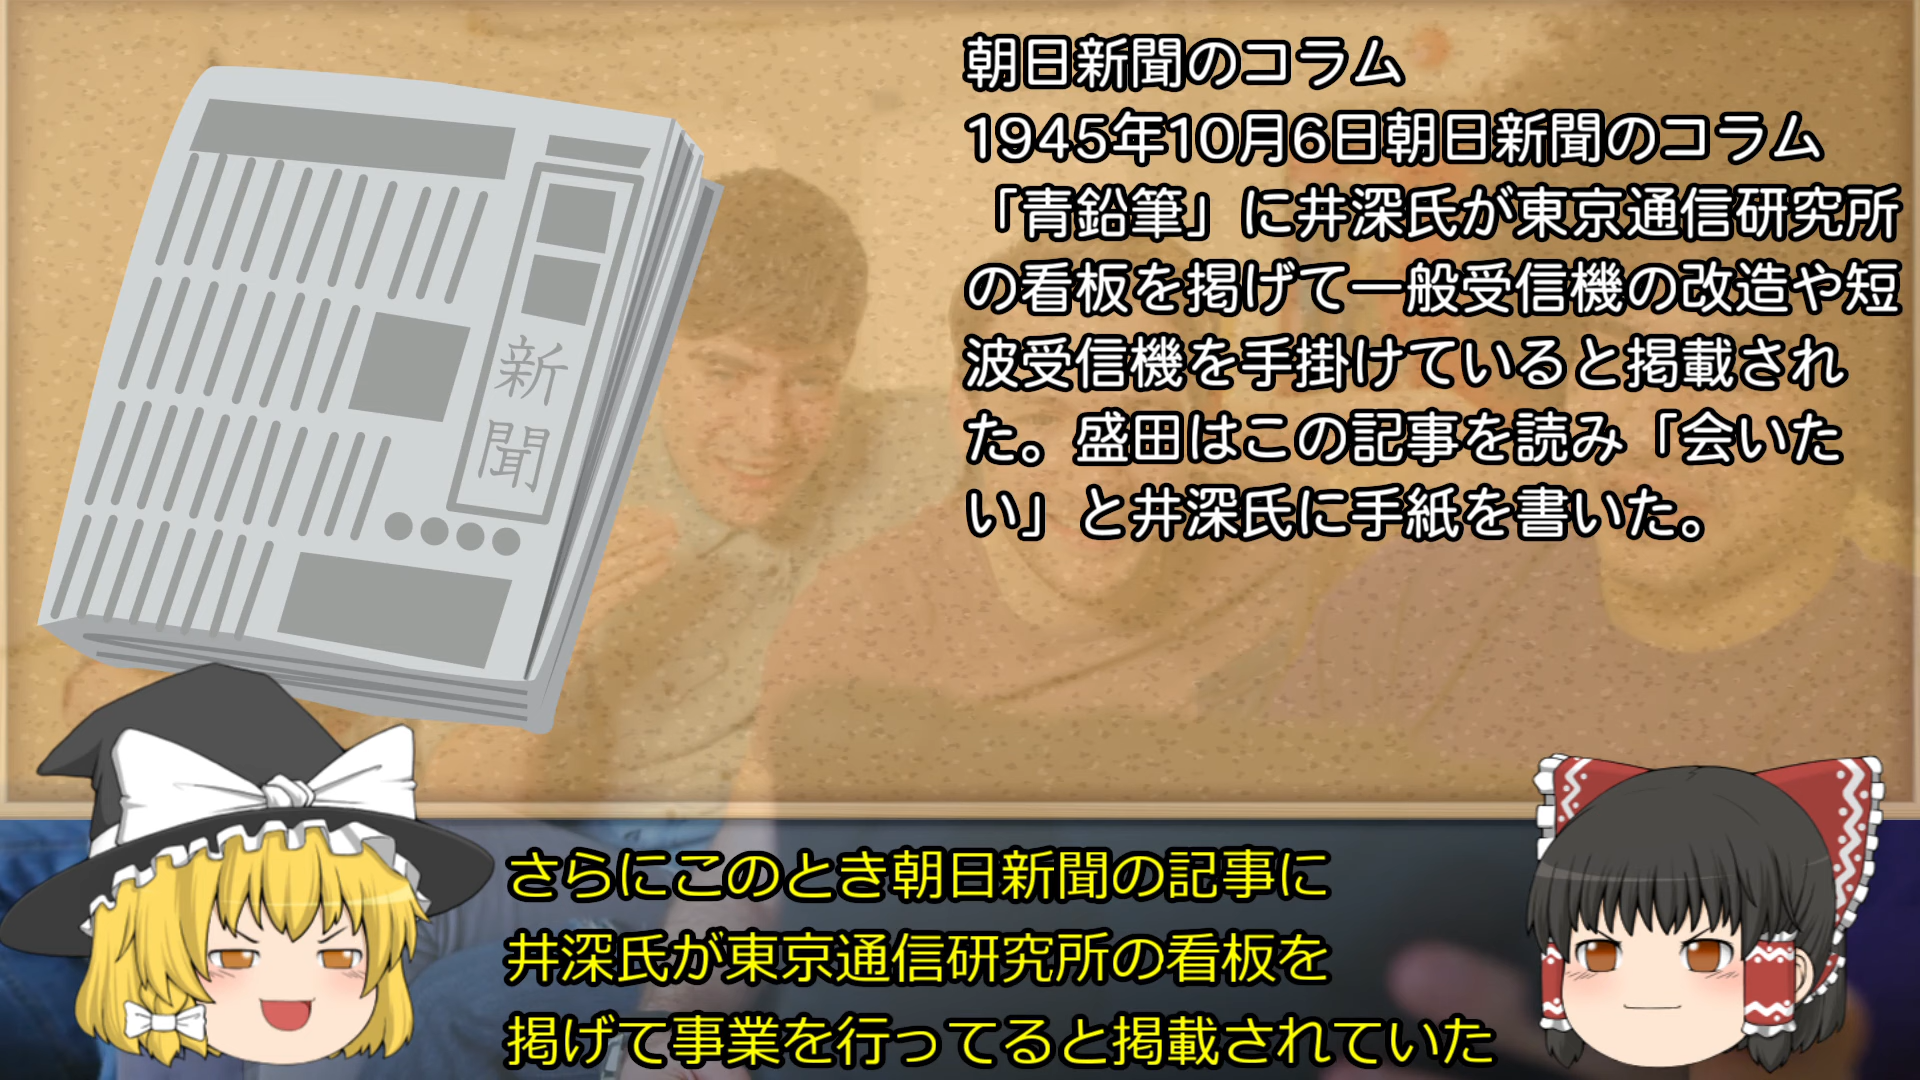 新聞
朝日新聞のコラム
1945年10月6日朝日新聞のコラム
「青鉛筆」に井深氏が東京通信研究所
の看板を掲げて一般受信機の改造や短
波受信機を手掛けていると掲載され
た。盛田はこの記事を読み「会いた
い」と井深氏に手紙を書いた。
さらにこのとき朝日新聞の記事に
井深氏が東京通信研究所の看板を
掲げて事業を行ってると掲載されていた